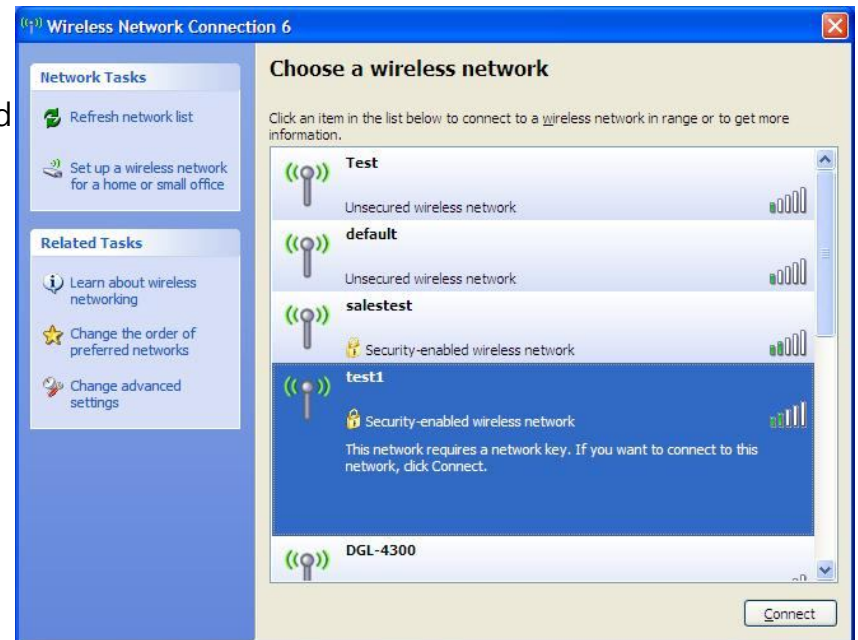 Wireless Network Connection 6
d
Network Tasks
Refresh network list
Set up a wireless network
for a home or small office
Related Tasks
Learn about wireless
networking
Change the order of
preferred networks
Change advanced
settings
Choose a wireless network
Click an item in the list below to connect to a wireless network in range or to get more
information.
Test
Unsecured wireless network
default
Unsecured wireless network
salestest
Security-enabled wireless network
test1
Security-enabled wireless network
This network requires a network key. If you want to connect to this
network, click Connect.
DGL-4300
Connect